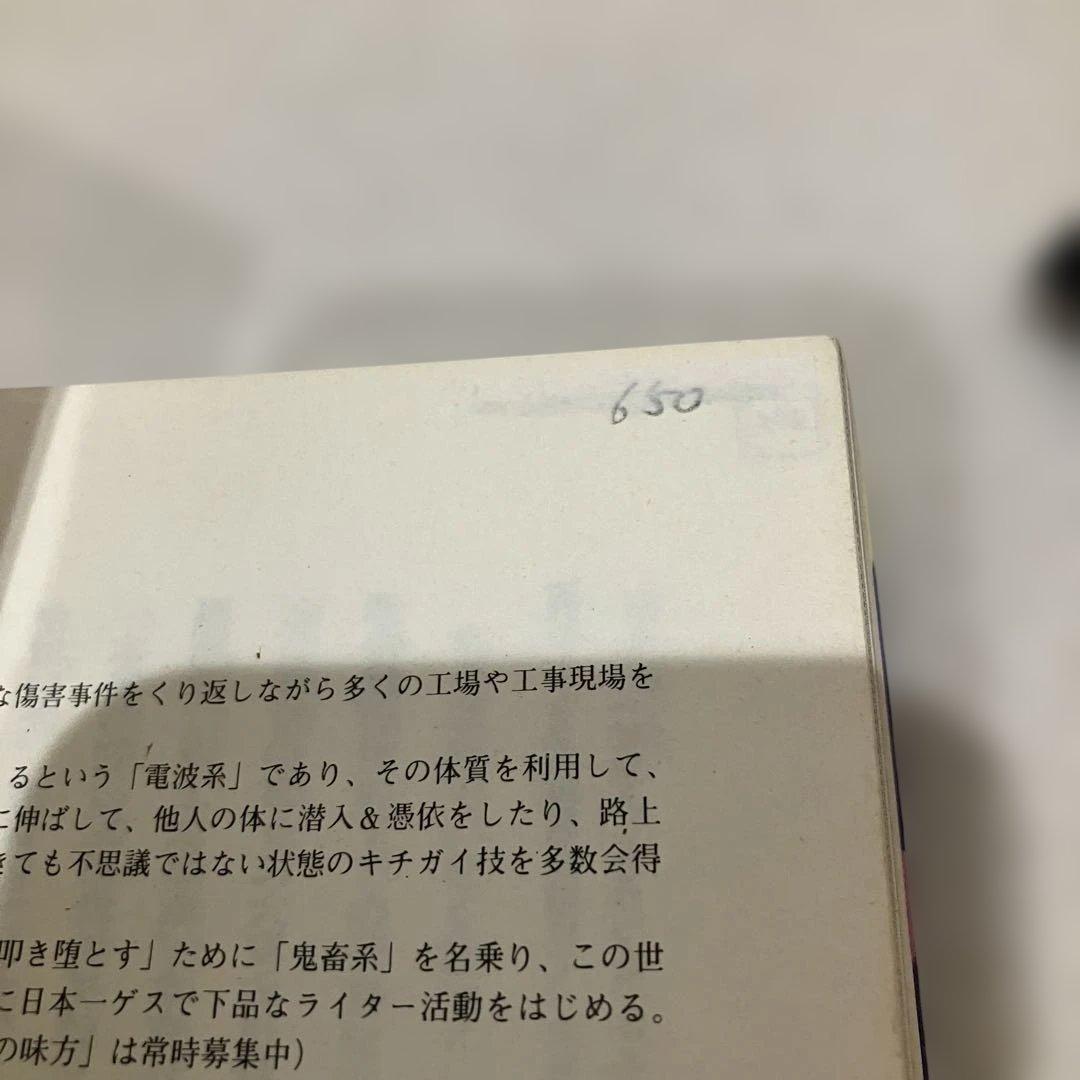 650
な傷害事件をくり返しながら多くの工場や工事現場を
るという「電波系」であり、その体質を利用して、
に伸ばして、他人の体に潜入＆憑依をしたり、路上
きても不思議ではない状態のキチガイ技を多数会得
叩き堕とす」ために「鬼畜系」を名乗り、この世
に日本一ゲスで下品なライター活動をはじめる。
の味方」は常時募集中）